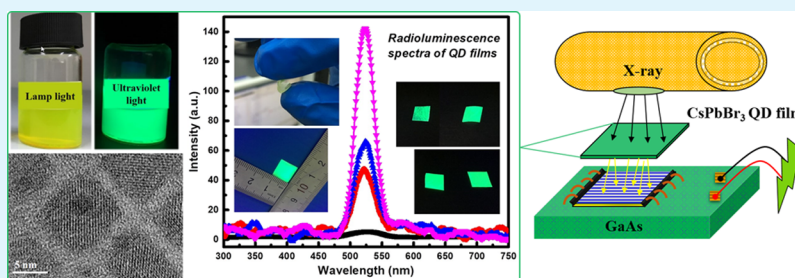 Lamp light
Ultraviolet
light
5 nm
Intensity (a.u.)
140
120
100
80
60
40
20
0
Radioluminescence
spectra of QD films
300 350 400 450 500 550 600 650 700 750
Wavelength (nm)
X-ray
CsPbBr3 QD film
GaAs